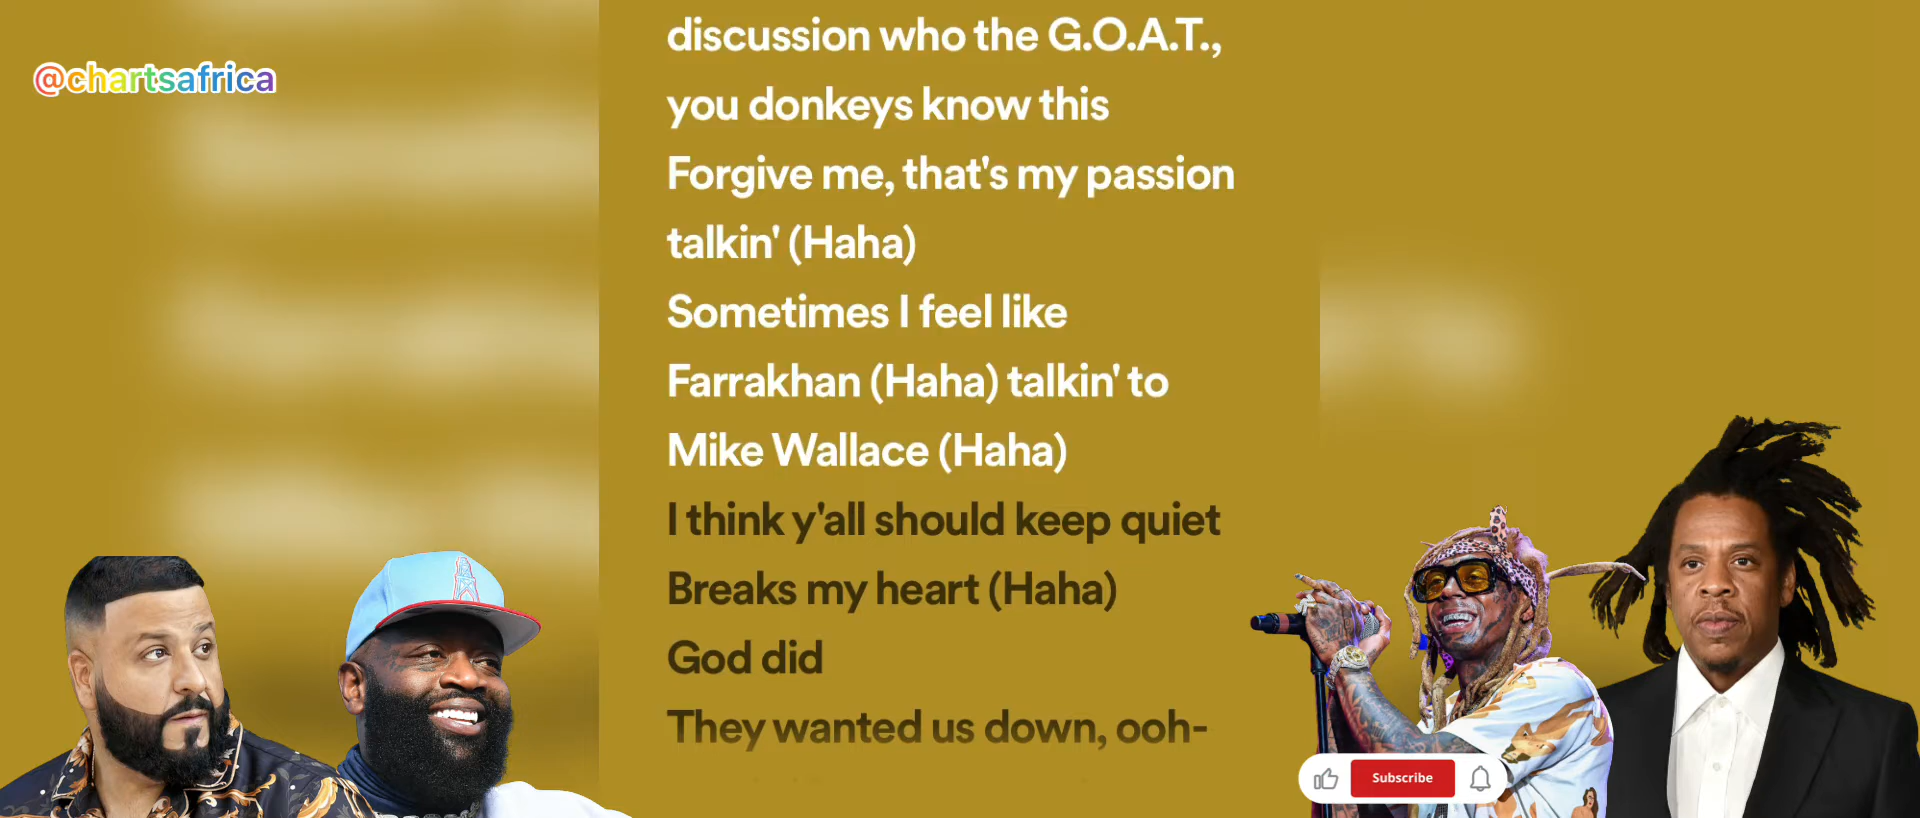 @chartsafrica
discussion who the G.O.A.T.,
you donkeys know this
Forgive me, that's my passion
talkin' (Haha)
Sometimes I feel like
Farrakhan (Haha) talkin' to
Mike Wallace (Haha)
I think y'all should keep quiet
Breaks my heart (Haha)
God did
They wanted us down, ooh-
Subscribe